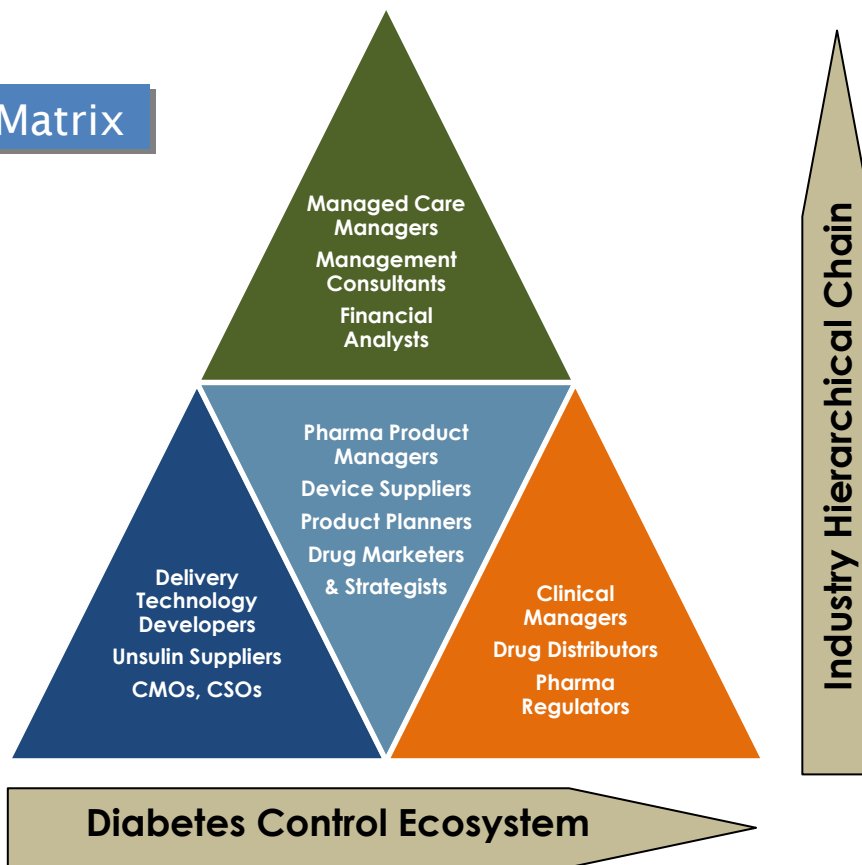 Matrix
Managed Care
Managers
Management
Consultants
Financial
Analysts
Pharma Product
Managers
Device Suppliers
Product Planners
Drug Marketers
& Strategists
Delivery
Technology
Developers
Unsulin Suppliers
CMOs, CSOs
Clinical
Managers
Drug Distributors
Pharma
Regulators
Industry Hierarchical Chain
Diabetes Control Ecosystem